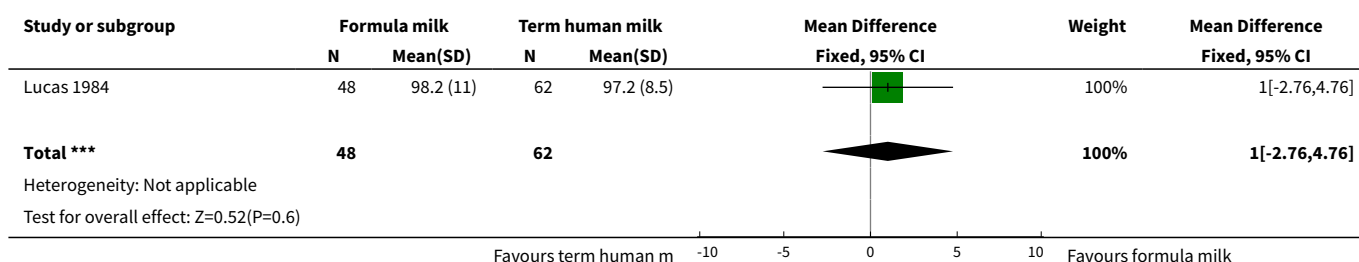 Study or subgroup Formula milk Term human milk Mean Difference Weight Mean Difference
N Mean(SD) N Mean(SD) Fixed, 95% CI Fixed, 95% CI
Lucas 1984 48 98.2 (11) 62 97.2 (8.5) 100% 1[-2.76,4.76]
Total *** 48 62 100% 1[-2.76,4.76]
Heterogeneity: Not applicable
Test for overall effect: Z=0.52(P=0.6)
Favours term human m -10 -5 0 5 10 Favours formula milk